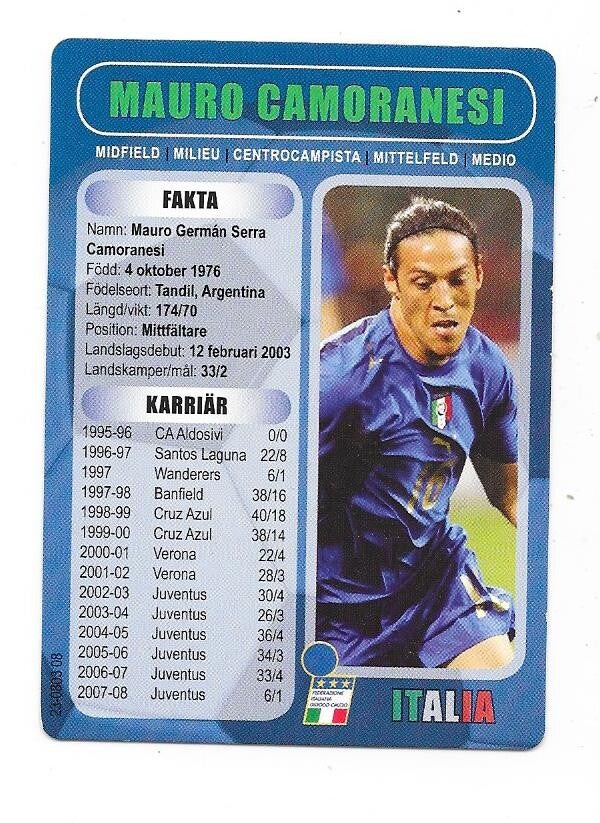 MAURO CAMORANESI
MIDFIELD | MILIEU | CENTROCAMPISTA | MITTELFELD | MEDIO
FAKTA
Namn: Mauro Germán Serra
Camoranesi
Född: 4 oktober 1976
Födelseort: Tandil, Argentina
Längd/vikt: 174/70
Position: Mittfältare
Landslagsdebut: 12 februari 2003
Landskamper/mål: 33/2
KARRIÄR
1995-96 CA Aldosivi 0/0
1996-97 Santos Laguna 22/8
1997 Wanderers 6/1
1997-98 Banfield 38/16
1998-99 Cruz Azul 40/18
1999-00 Cruz Azul 38/14
2000-01 Verona 22/4
2001-02 Verona 28/3
2002-03 Juventus 30/4
2003-04 Juventus 26/3
2004-05 Juventus 36/4
2005-06 Juventus 34/3
2006-07 Juventus 33/4
2007-08 Juventus 6/1
FEDERAZIONE
ITALIANA
GIUOCO CALCIO
ITALIA